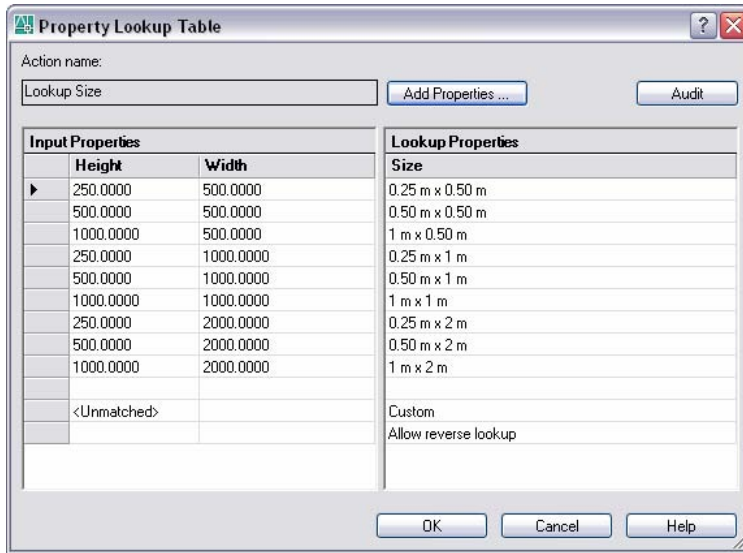 Property Lookup Table
Action name:
Lookup Size
Add Properties ...
Audit
Input Properties
Lookup Properties
Height Width Size
250.0000 500.0000 0.25 m x 0.50 m
500.0000 500.0000 0.50 m x 0.50 m
1000.0000 500.0000 1 m x 0.50 m
250.0000 1000.0000 0.25 m x 1 m
500.0000 1000.0000 0.50 m x 1 m
1000.0000 1000.0000 1 m x 1 m
250.0000 2000.0000 0.25 m x 2 m
500.0000 2000.0000 0.50 m x 2 m
1000.0000 2000.0000 1 m x 2 m
<Unmatched> Custom
Allow reverse lookup
OK Cancel Help